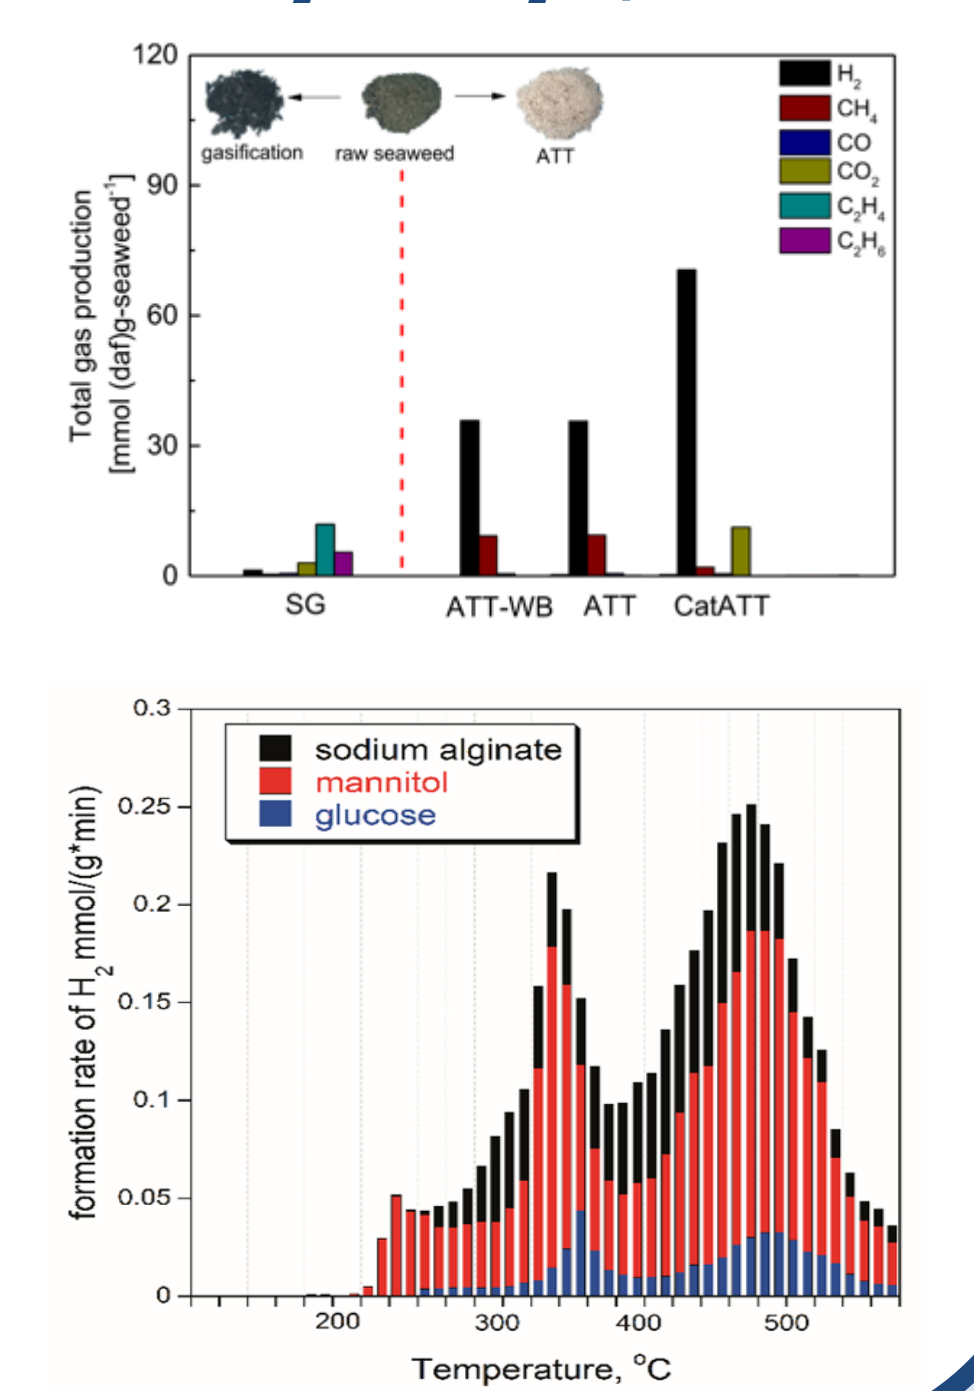 120
H₂
CH₄
CO
CO₂
C₂H₄
C₂H₆
gasification
raw seaweed
ATT
90
60
30
0
Total gas production
[mmol (daf)g-seaweed⁻¹]
SG
ATT-WB
ATT
CatATT
0.3
sodium alginate
mannitol
glucose
0.25
0.2
0.15
0.1
0.05
0
formation rate of H₂ mmol/(g*min)
200
300
400
500
Temperature, °C